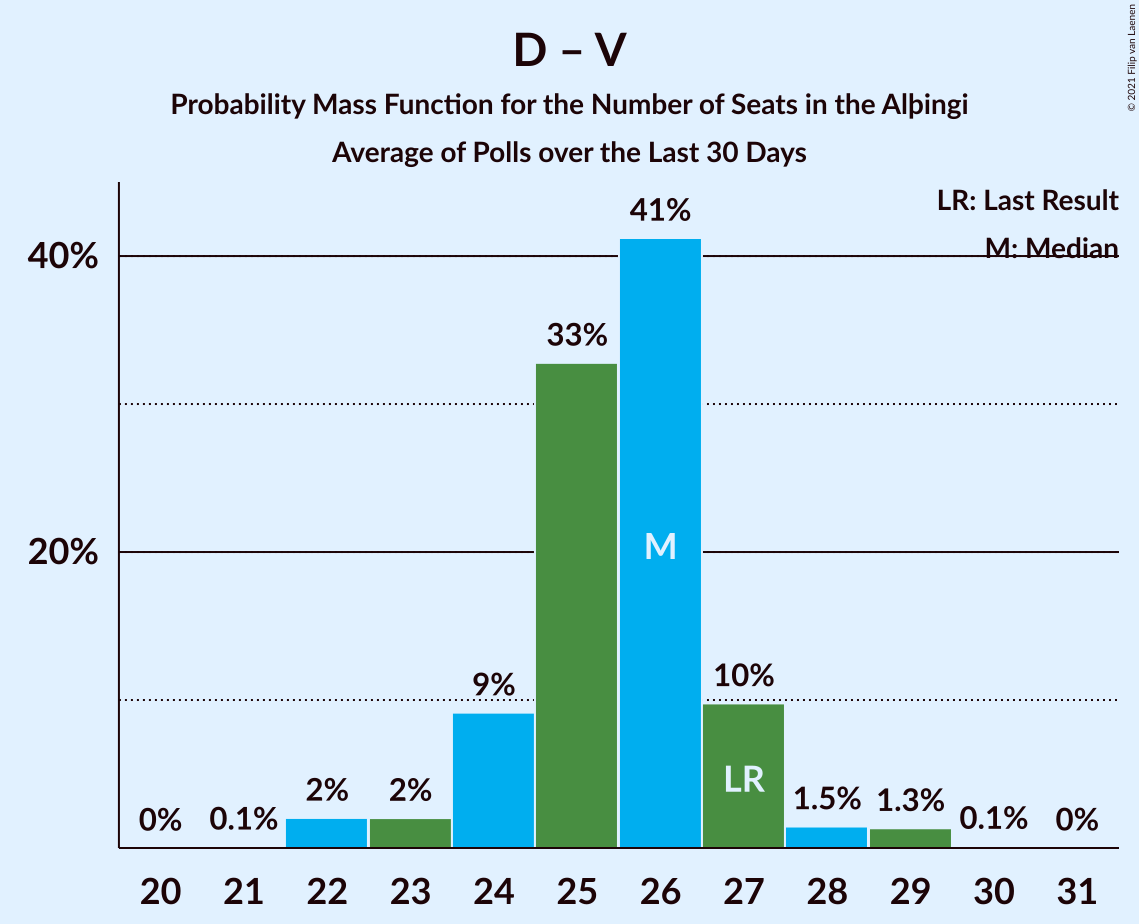 D – V
Probability Mass Function for the Number of Seats in the Alþingi
Average of Polls over the Last 30 Days
© 2021 Filip van Laenen
LR: Last Result
M: Median
40%
20%
0%
0.1%
2%
2%
9%
33%
41%
10%
1.5%
1.3%
0.1%
0%
M
LR
20 21 22 23 24 25 26 27 28 29 30 31